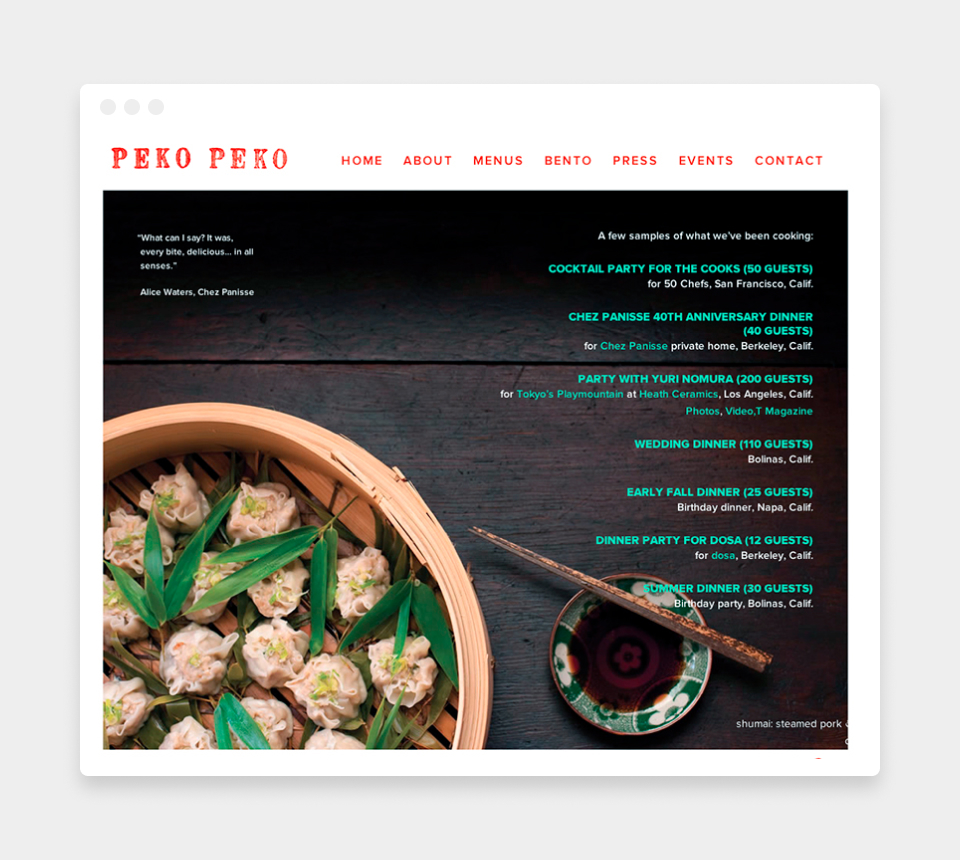 PEKO PEKO
HOME ABOUT MENUS BENTO PRESS EVENTS CONTACT
“What can I say? It was,
every bite, delicious... in all
senses.”
Alice Waters, Chez Panisse
A few samples of what we’ve been cooking:
COCKTAIL PARTY FOR THE COOKS (50 GUESTS)
for 50 Chefs, San Francisco, Calif.
CHEZ PANISSE 40TH ANNIVERSARY DINNER
(40 GUESTS)
for Chez Panisse private home, Berkeley, Calif.
PARTY WITH YURI NOMURA (200 GUESTS)
for Tokyo’s Playmountain at Heath Ceramics, Los Angeles, Calif.
Photos, Video,T Magazine
WEDDING DINNER (110 GUESTS)
Bolinas, Calif.
EARLY FALL DINNER (25 GUESTS)
Birthday dinner, Napa, Calif.
DINNER PARTY FOR DOSA (12 GUESTS)
for dosa, Berkeley, Calif.
SUMMER DINNER (30 GUESTS)
Birthday party, Bolinas, Calif.
shumai: steamed pork